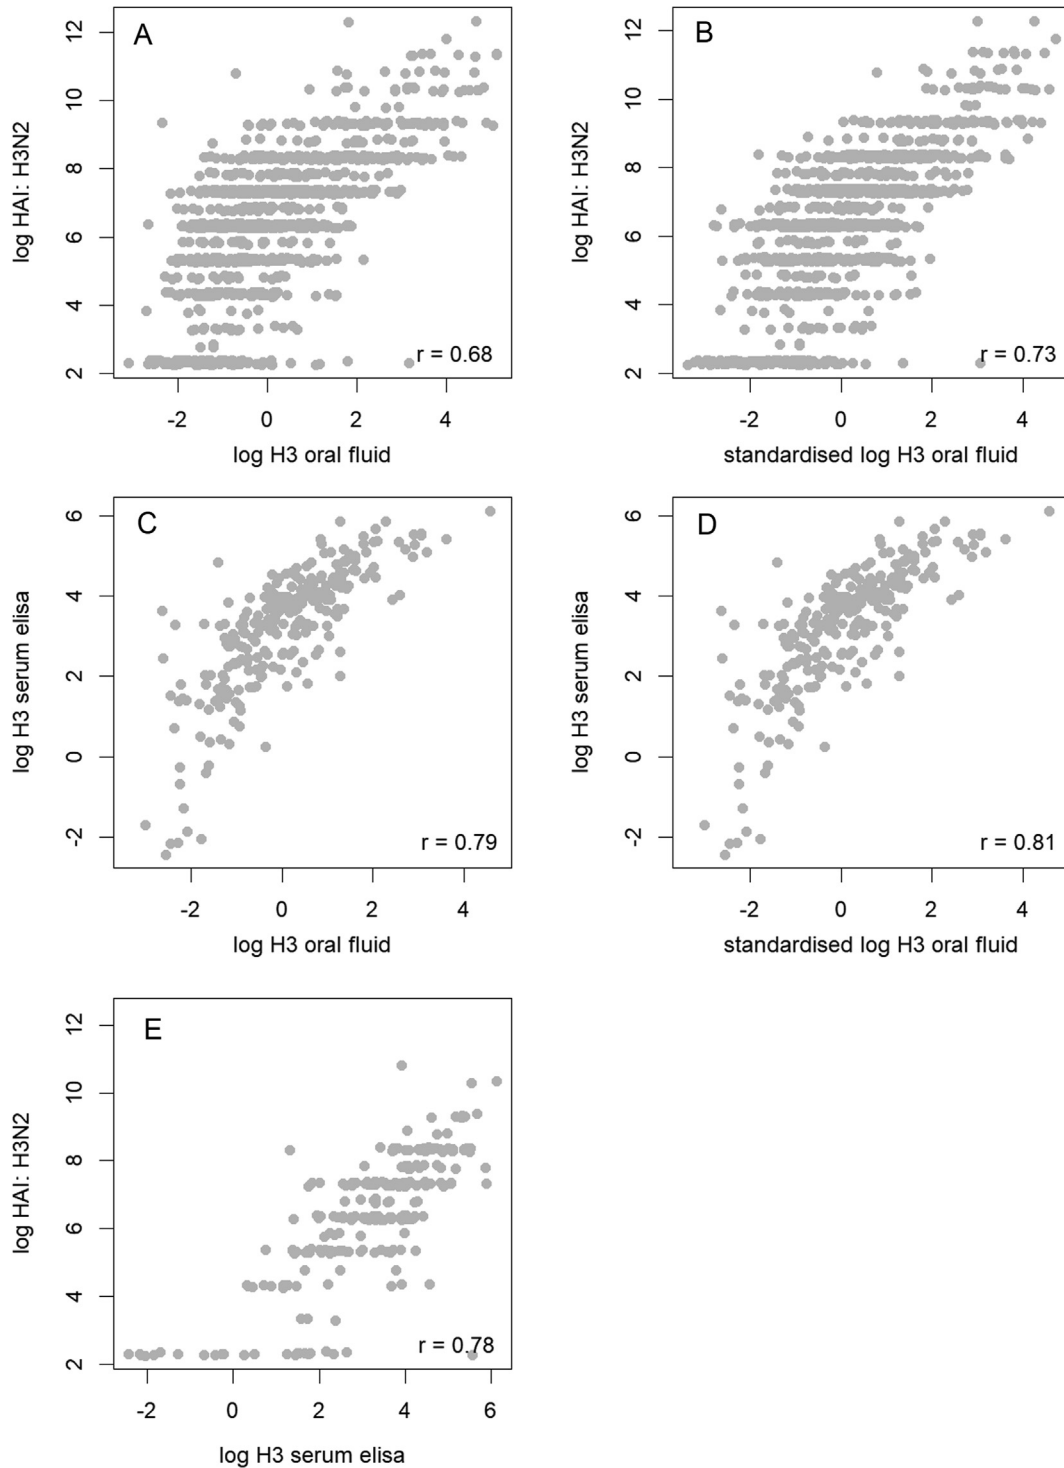 A
log HAI: H3N2
12
10
8
6
4
2
r = 0.68
-2 0 2 4
log H3 oral fluid
B
log HAI: H3N2
12
10
8
6
4
2
r = 0.73
-2 0 2 4
standardised log H3 oral fluid
C
log H3 serum elisa
6
4
2
0
-2
r = 0.79
-2 0 2 4
log H3 oral fluid
D
log H3 serum elisa
6
4
2
0
-2
r = 0.81
-2 0 2 4
standardised log H3 oral fluid
E
log HAI: H3N2
12
10
8
6
4
2
r = 0.78
-2 0 2 4 6
log H3 serum elisa